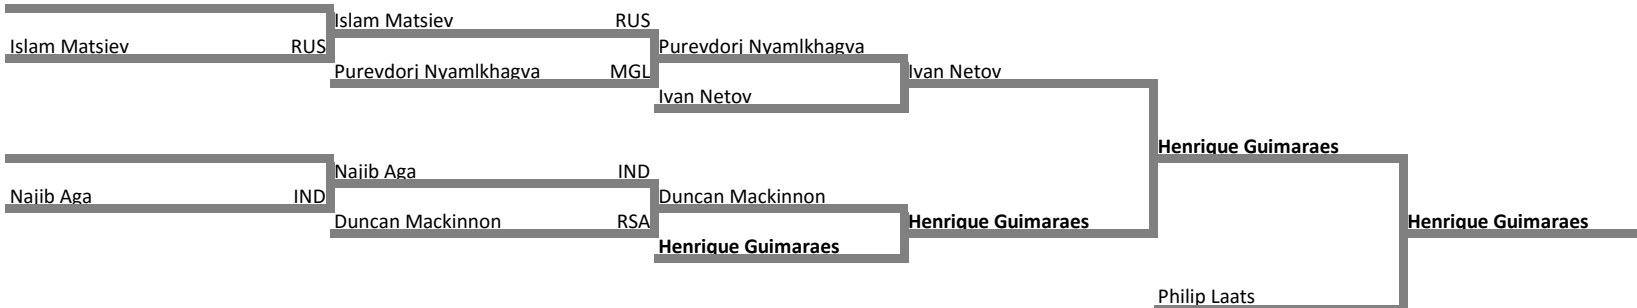 Islam Matsiev RUS
Islam Matsiev RUS
Purevdorj Nyamlkhagva
Purevdorj Nyamlkhagva MGL
Ivan Netov
Ivan Netov
Henrique Guimaraes
Najib Aga IND
Najib Aga IND
Duncan Mackinnon
Duncan Mackinnon RSA
Henrique Guimaraes
Henrique Guimaraes
Henrique Guimaraes
Philip Laats